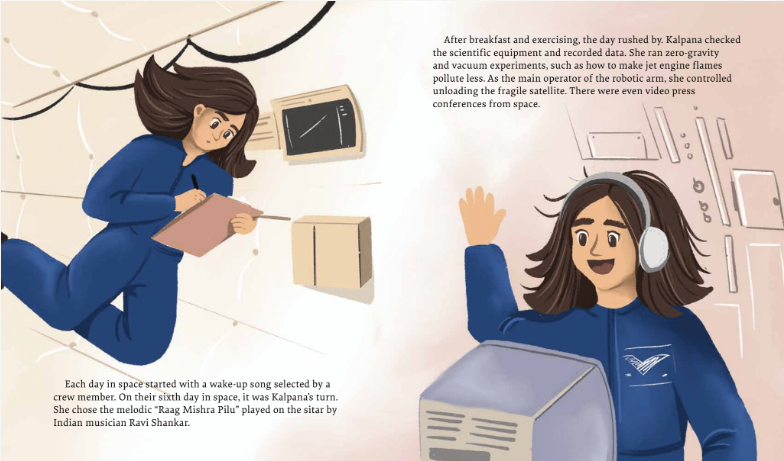 Each day in space started with a wake-up song selected by a
crew member. On their sixth day in space, it was Kalpana's turn.
She chose the melodic “Raag Mishra Pilu” played on the sitar by
Indian musician Ravi Shankar.
After breakfast and exercising, the day rushed by. Kalpana checked
the scientific equipment and recorded data. She ran zero-gravity
and vacuum experiments, such as how to make jet engine flames
pollute less. As the main operator of the robotic arm, she controlled
unloading the fragile satellite. There were even video press
conferences from space.